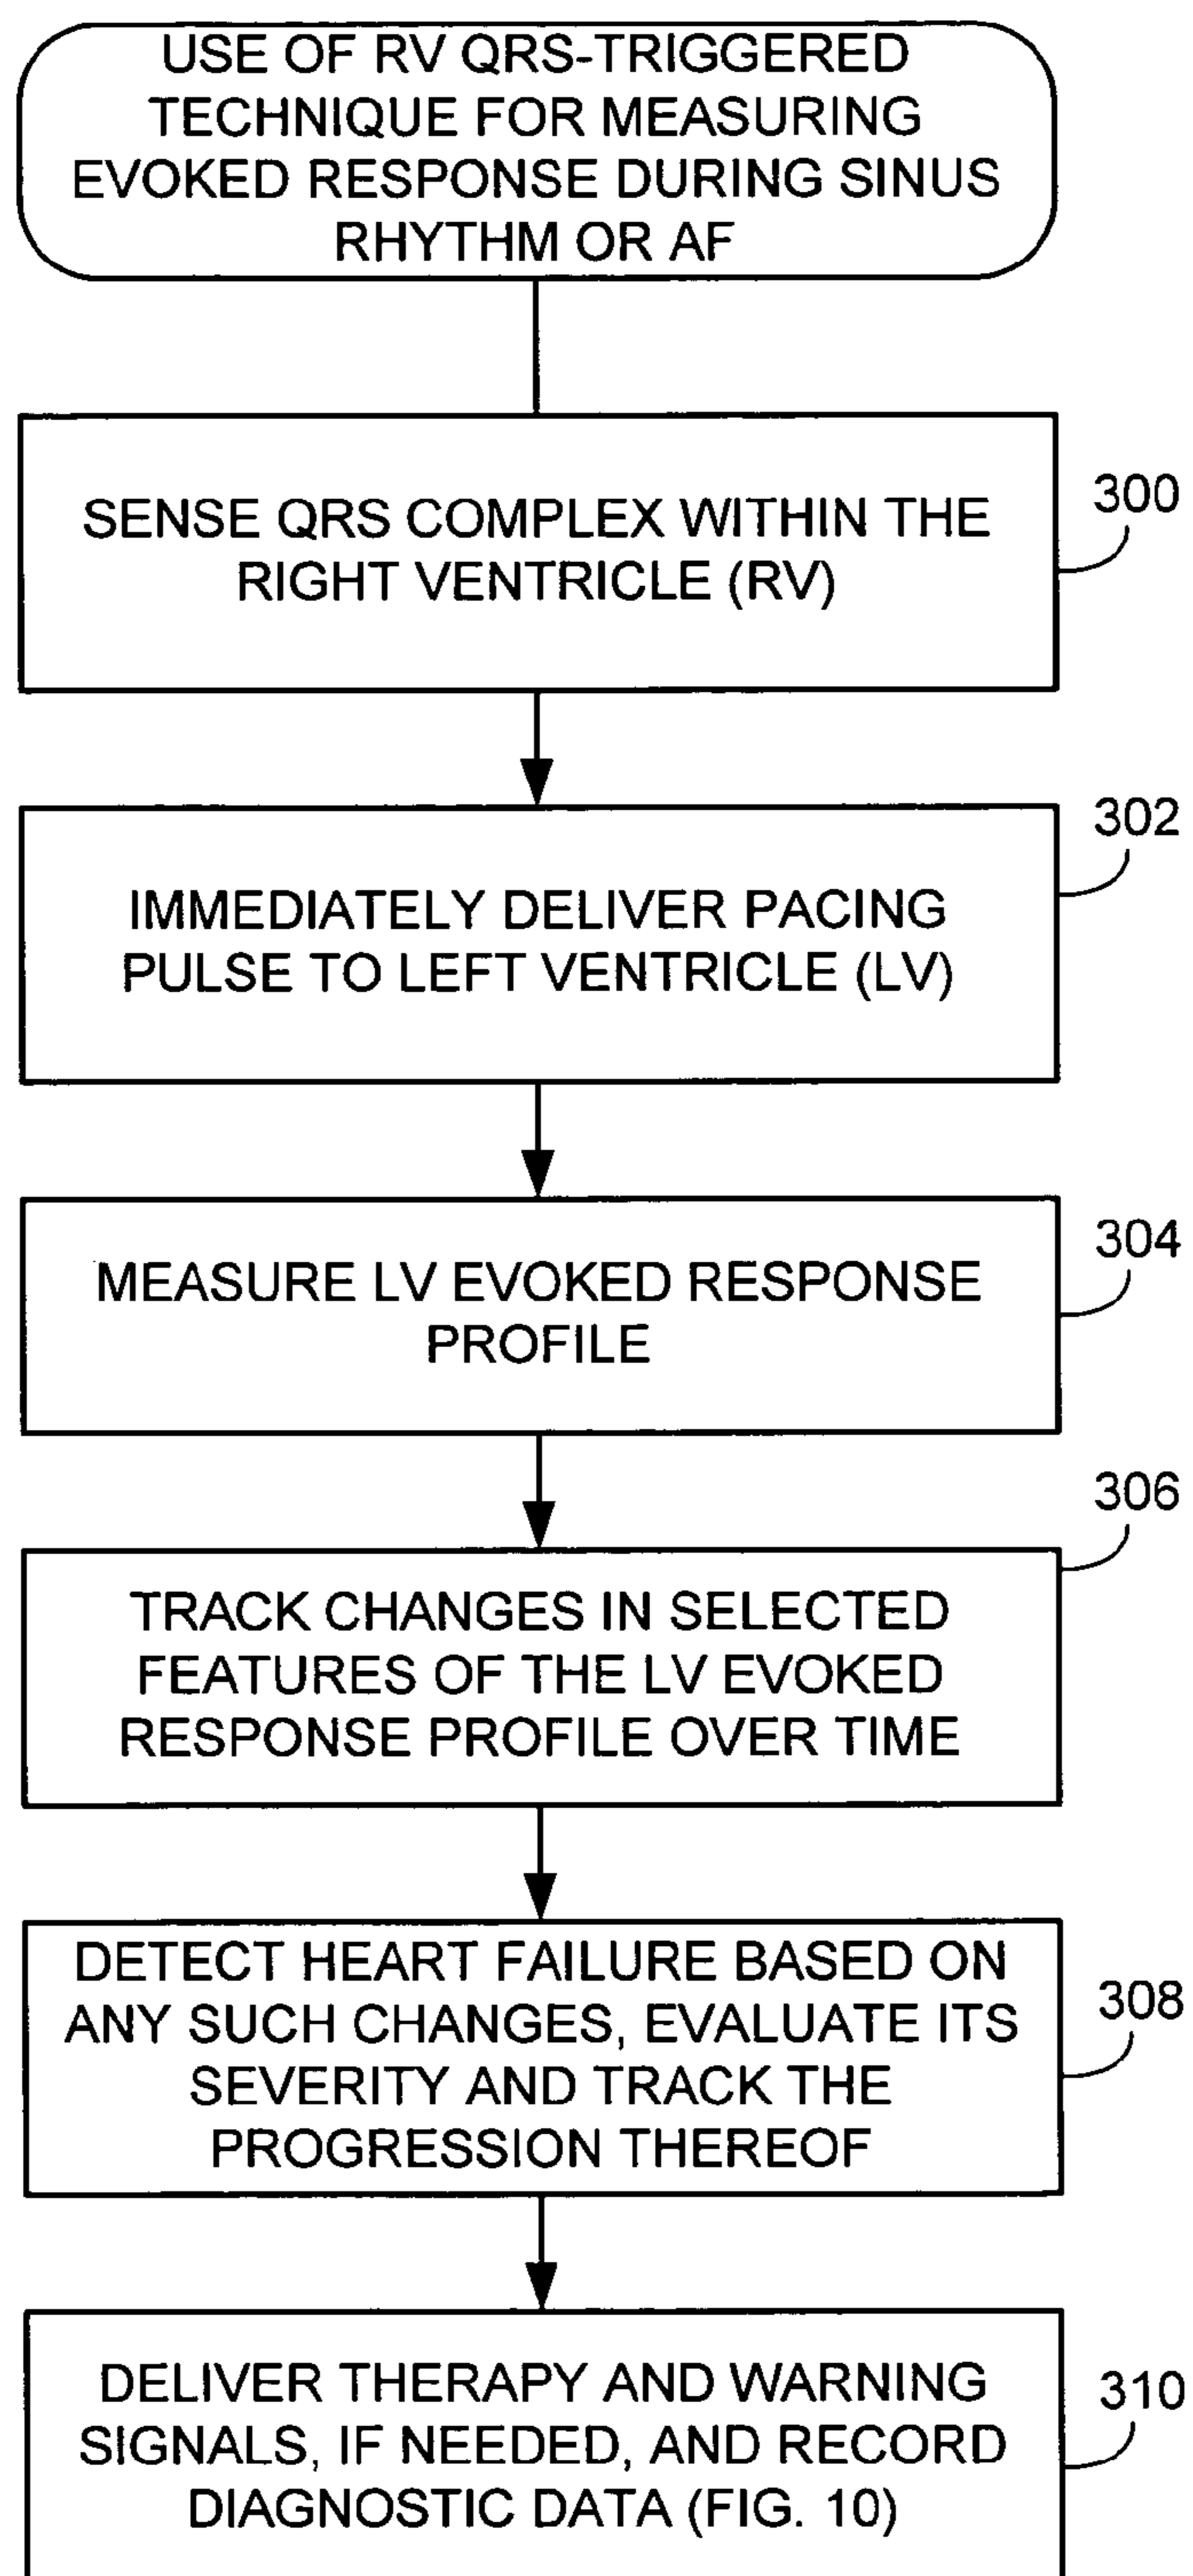 USE OF RV QRS-TRIGGERED
TECHNIQUE FOR MEASURING
EVOKED RESPONSE DURING SINUS
RHYTHM OR AF
SENSE QRS COMPLEX WITHIN THE
RIGHT VENTRICLE (RV)
300
IMMEDIATELY DELIVER PACING
PULSE TO LEFT VENTRICLE (LV)
302
MEASURE LV EVOKED RESPONSE
PROFILE
304
TRACK CHANGES IN SELECTED
FEATURES OF THE LV EVOKED
RESPONSE PROFILE OVER TIME
306
DETECT HEART FAILURE BASED ON
ANY SUCH CHANGES, EVALUATE ITS
SEVERITY AND TRACK THE
PROGRESSION THEREOF
308
DELIVER THERAPY AND WARNING
SIGNALS, IF NEEDED, AND RECORD
DIAGNOSTIC DATA (FIG. 10)
310